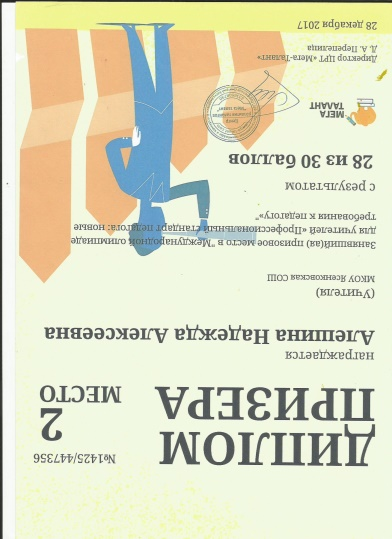 №1425/447356
ДИПЛОМ
ПРИЗЕРА
2
МЕСТО
награждается
Алешина Надежда Алексеевна
(Учителя)
МКОУ Ясенковская СОШ
Занявший(ая) призовое место в "Международной олимпиаде
для учителей «Профессиональный стандарт педагога: новые
требования к педагогу»"
с результатом
28 из 30 баллов
МЕГА
ТАЛАНТ
Директор ЦРТ «Мега-Талант»
Д. А. Перепелица
28 декабря 2017